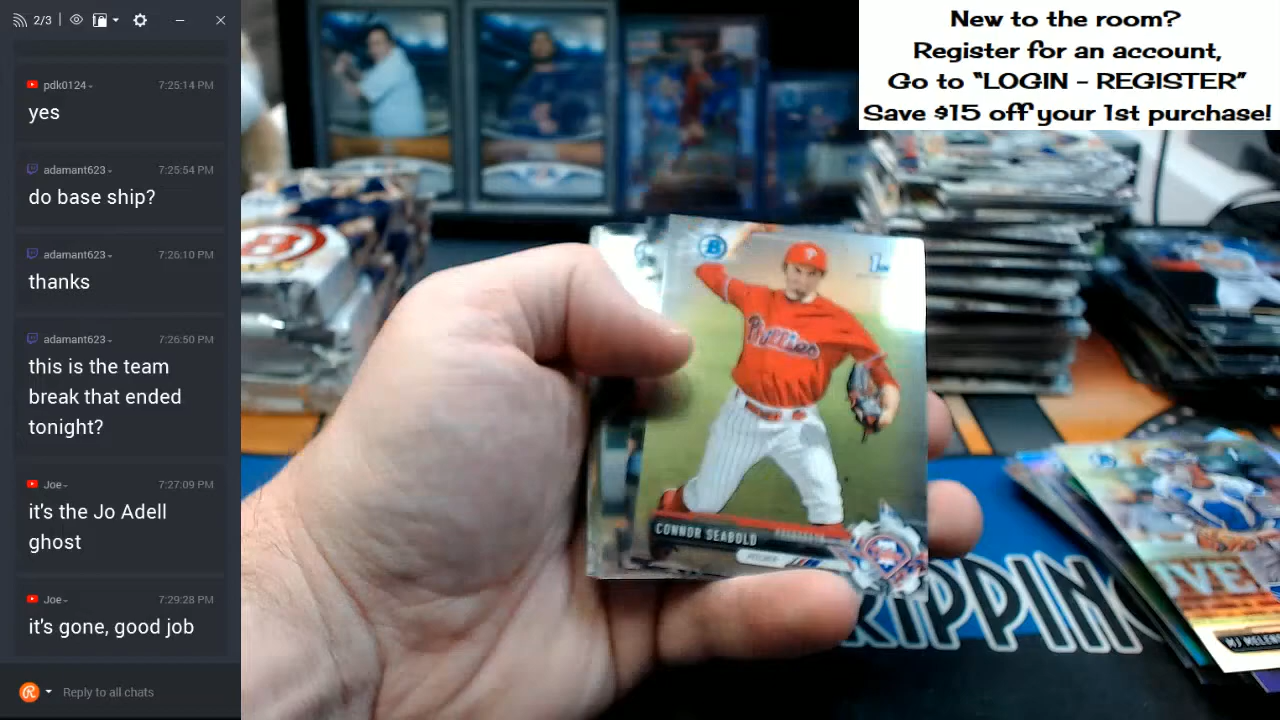 2/3
pdk0124
7:25:14 PM
yes
adamant623
7:25:54 PM
do base ship?
adamant623
7:26:10 PM
thanks
adamant623
7:26:50 PM
this is the team
break that ended
tonight?
Joe
7:27:09 PM
it's the Jo Adell
ghost
Joe
7:29:28 PM
it's gone, good job
Reply to all chats
New to the room?
Register for an account,
Go to "LOGIN - REGISTER"
Save $15 off your 1st purchase!
B
1st
P
Phillies
CONNOR SEABOLD
PITCHER
RIPPING